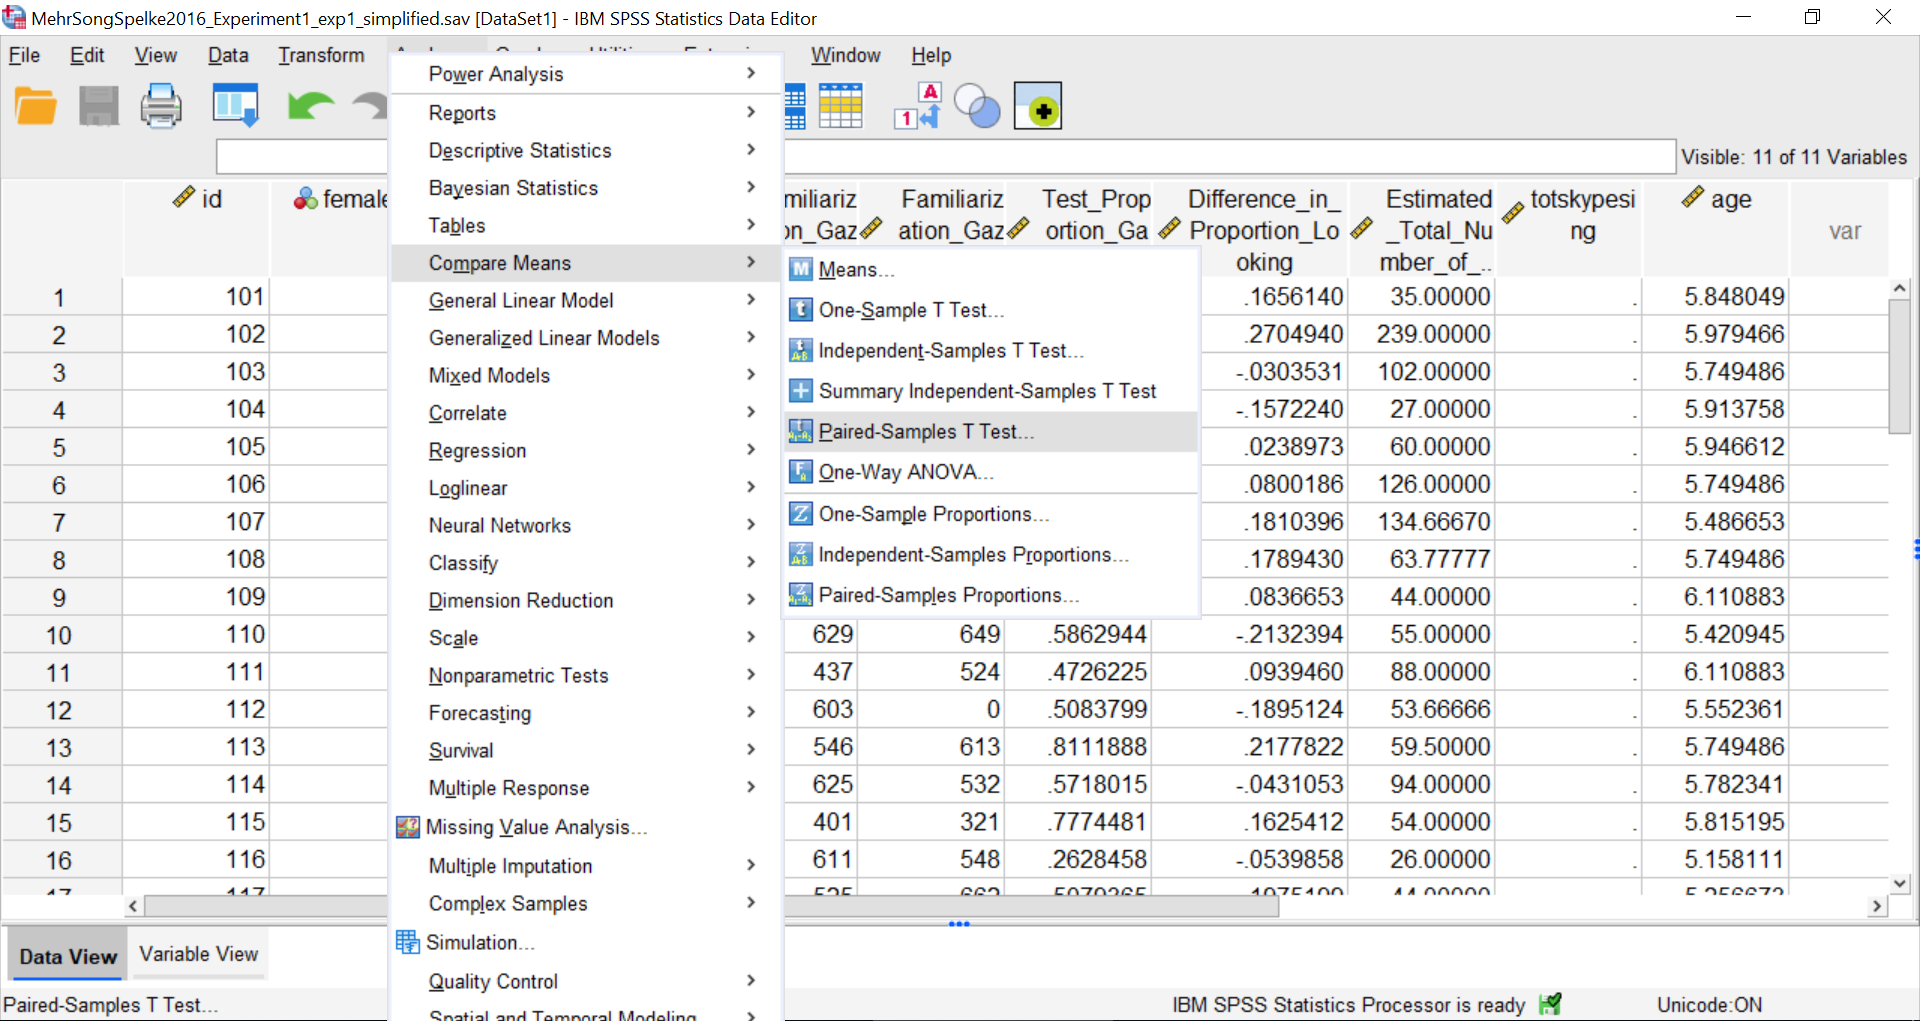 MehrSongSpelke2016_Experiment1_exp1_simplified.sav [DataSet1] - IBM SPSS Statistics Data Editor
File Edit View Data Transform Window Help
Visible: 11 of 11 Variables
Power Analysis
Reports
Descriptive Statistics
Bayesian Statistics
Tables
Compare Means
General Linear Model
Generalized Linear Models
Mixed Models
Correlate
Regression
Loglinear
Neural Networks
Classify
Dimension Reduction
Scale
Nonparametric Tests
Forecasting
Survival
Multiple Response
Missing Value Analysis...
Multiple Imputation
Complex Samples
Simulation...
Quality Control
Spatial and Temporal Modeling
Means...
One-Sample T Test...
Independent-Samples T Test...
Summary Independent-Samples T Test
Paired-Samples T Test...
One-Way ANOVA...
One-Sample Proportions...
Independent-Samples Proportions...
Paired-Samples Proportions...
id female miliariz Familiariz Test_Prop Difference_in_ Estimated totskypesi age
on_Gaz ation_Gaz ortion_Ga Proportion_Lo _Total_Nu ng var
oking mber_of_..
1 101 .1656140 35.00000 . 5.848049
2 102 .2704940 239.00000 . 5.979466
3 103 -.0303531 102.00000 . 5.749486
4 104 -.1572240 27.00000 . 5.913758
5 105 .0238973 60.00000 . 5.946612
6 106 .0800186 126.00000 . 5.749486
7 107 .1810396 134.66670 . 5.486653
8 108 .1789430 63.77777 . 5.749486
9 109 .0836653 44.00000 . 6.110883
10 110 629 649 .5862944 -.2132394 55.00000 . 5.420945
11 111 437 524 .4726225 .0939460 88.00000 . 6.110883
12 112 603 0 .5083799 -.1895124 53.66666 . 5.552361
13 113 546 613 .8111888 .2177822 59.50000 . 5.749486
14 114 625 532 .5718015 -.0431053 94.00000 . 5.782341
15 115 401 321 .7774481 .1625412 54.00000 . 5.815195
16 116 611 548 .2628458 -.0539858 26.00000 . 5.158111
17 117
Data View Variable View
Paired-Samples T Test... IBM SPSS Statistics Processor is ready Unicode:ON